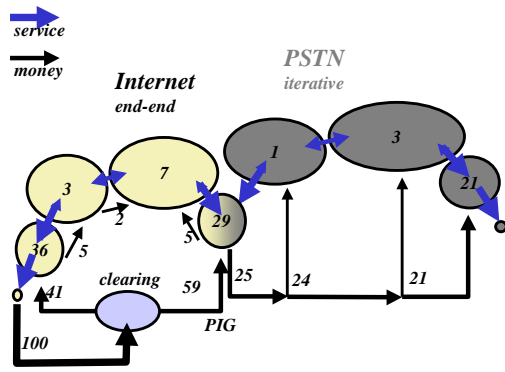 service
money
Internet
end-end
PSTN
iterative
1
3
7
3
21
29
36
2
5
5
41
clearing
59
25
24
21
PIG
100